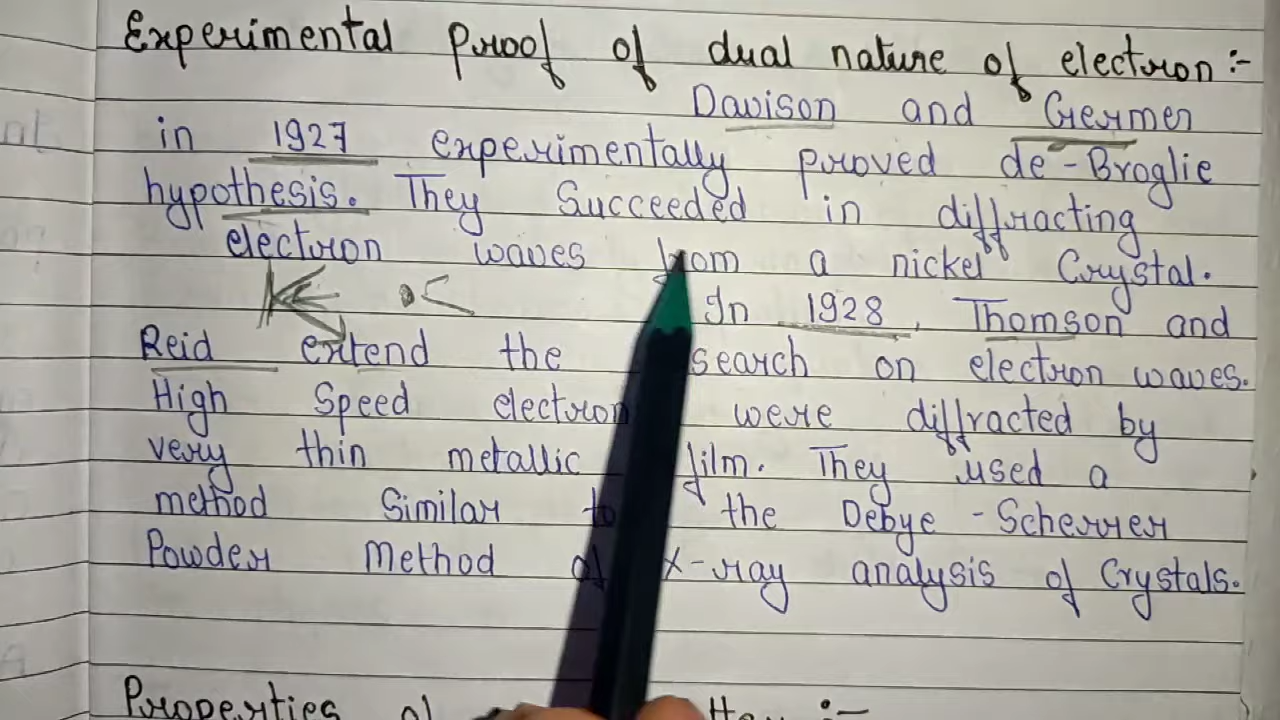 Experimental Proof of dual nature of electron :-
Davison and Germer
in 1927 experimentally proved de-Broglie
hypothesis. They Succeeded in diffracting
electron waves from a nickel Crystal.
In 1928, Thomson and
Reid extend the search on electron waves.
High Speed electron were diffracted by
very thin metallic film. They used a
method Similar to the Debye - Scherrer
Powder Method of X-ray analysis of Crystals.
Properties of :-